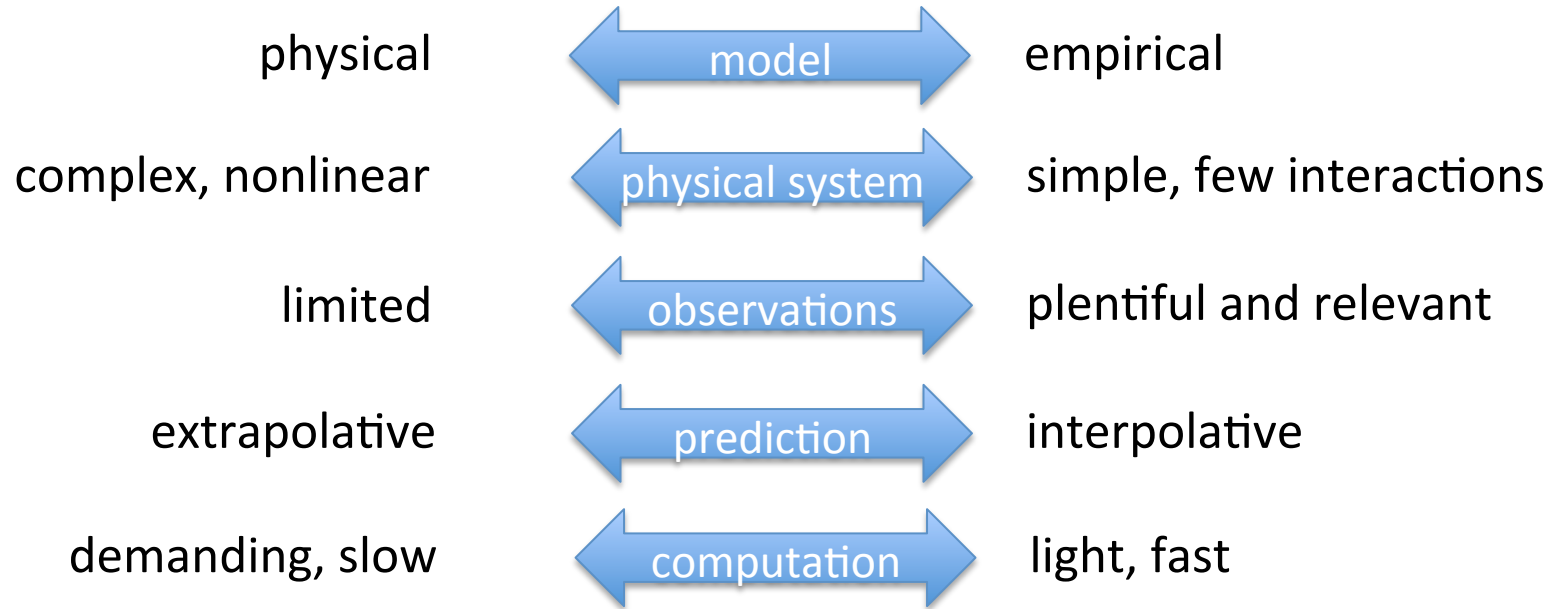 physical model empirical
complex, nonlinear physical system simple, few interactions
limited observations plentiful and relevant
extrapolative prediction interpolative
demanding, slow computation light, fast